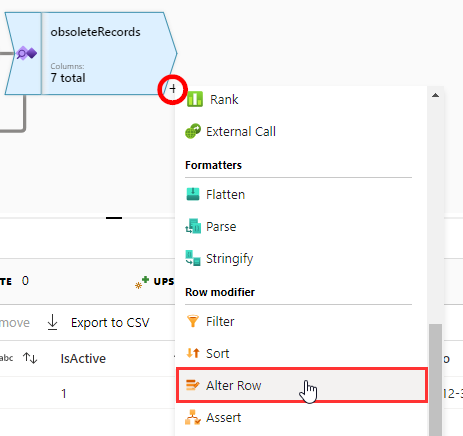 obsoleteRecords
Columns:
7 total
+
Rank
External Call
Formatters
Flatten
Parse
Stringify
TE 0
UPS
Row modifier
move
Export to CSV
Filter
abc
IsActive
o
Sort
1
Alter Row
12-3
Assert